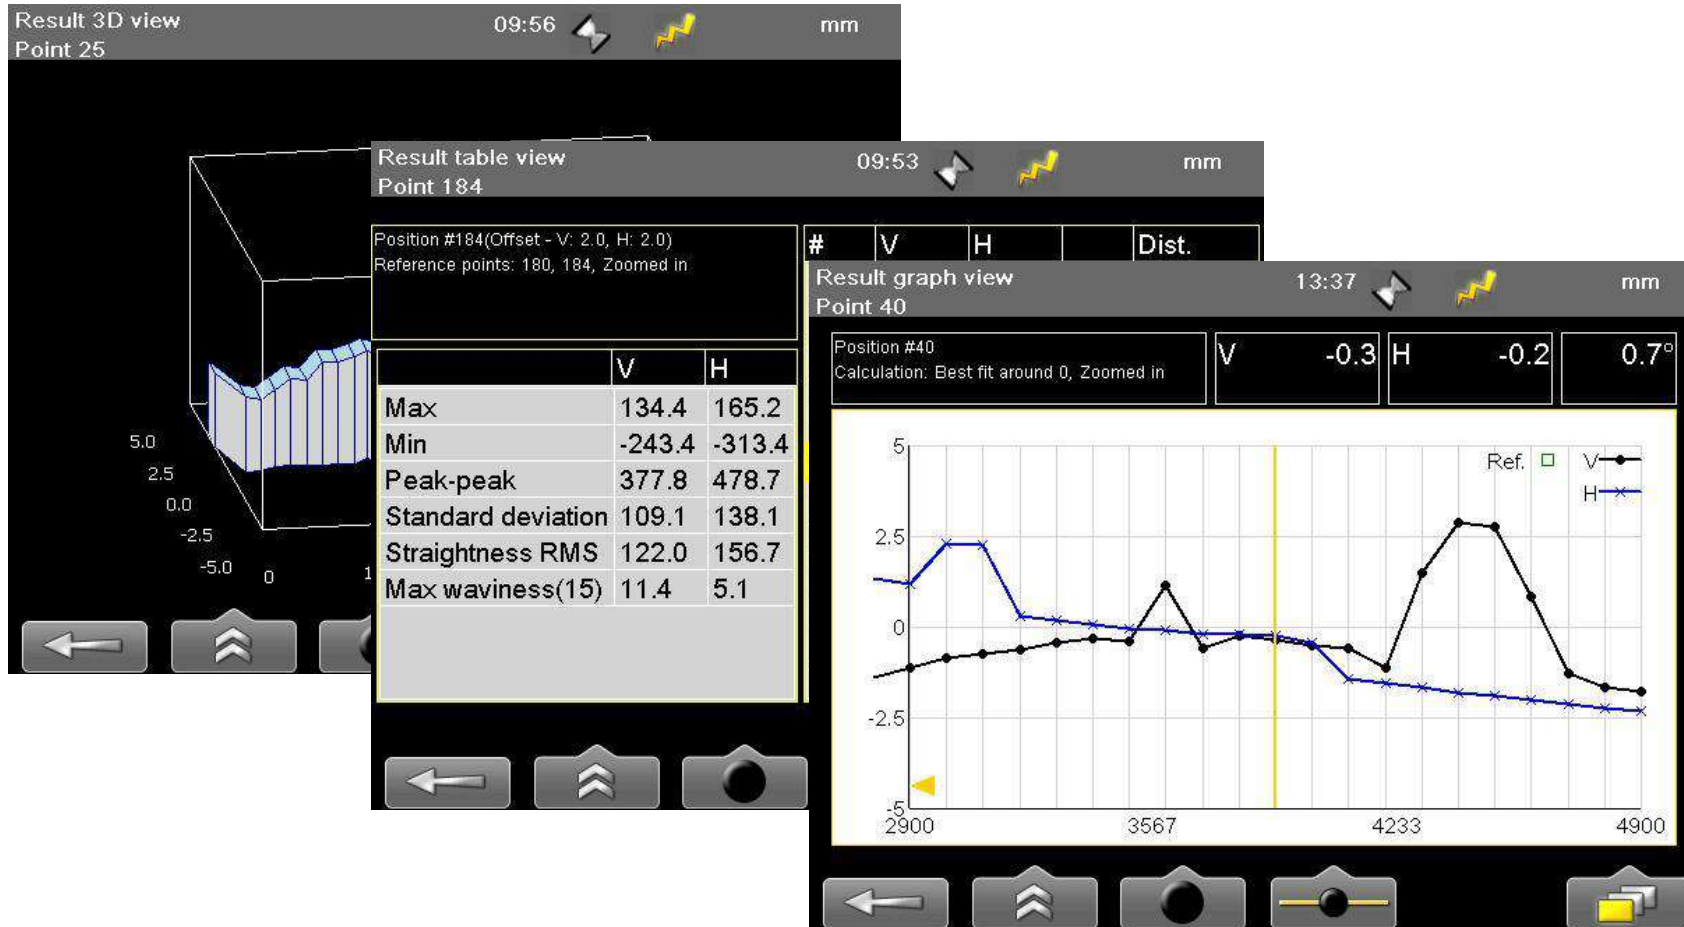 Result 3D view
Point 25
09:56
mm
5.0
2.5
0.0
-2.5
-5.0
0
1
Result table view
Point 184
09:53
mm
Position #184(Offset - V: 2.0, H: 2.0)
Reference points: 180, 184, Zoomed in
# V H Dist.
V H
Max 134.4 165.2
Min -243.4 -313.4
Peak-peak 377.8 478.7
Standard deviation 109.1 138.1
Straightness RMS 122.0 156.7
Max waviness(15) 11.4 5.1
Result graph view
Point 40
13:37
mm
Position #40
Calculation: Best fit around 0, Zoomed in
V -0.3
H -0.2
0.7°
Ref. V
H
5
2.5
0
-2.5
-5
2900 3567 4233 4900